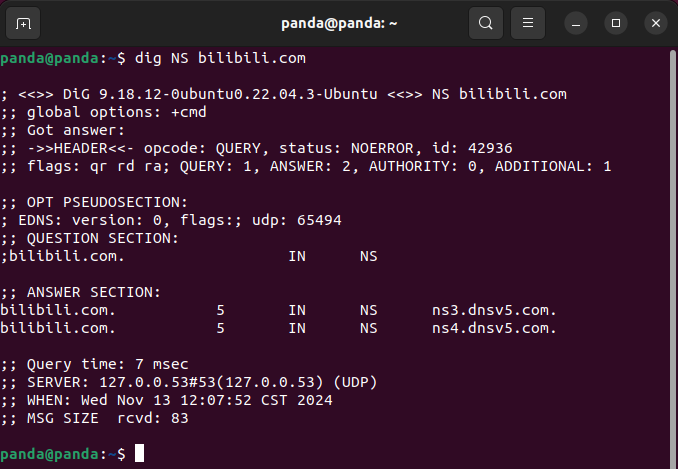 panda@panda: ~
panda@panda:~$ dig NS bilibili.com
; <<>> DiG 9.18.12-0ubuntu0.22.04.3-Ubuntu <<>> NS bilibili.com
;; global options: +cmd
;; Got answer:
;; ->>HEADER<<- opcode: QUERY, status: NOERROR, id: 42936
;; flags: qr rd ra; QUERY: 1, ANSWER: 2, AUTHORITY: 0, ADDITIONAL: 1
;; OPT PSEUDOSECTION:
; EDNS: version: 0, flags:; udp: 65494
;; QUESTION SECTION:
;bilibili.com. IN NS
;; ANSWER SECTION:
bilibili.com. 5 IN NS ns3.dnsv5.com.
bilibili.com. 5 IN NS ns4.dnsv5.com.
;; Query time: 7 msec
;; SERVER: 127.0.0.53#53(127.0.0.53) (UDP)
;; WHEN: Wed Nov 13 12:07:52 CST 2024
;; MSG SIZE  rcvd: 83
panda@panda:~$